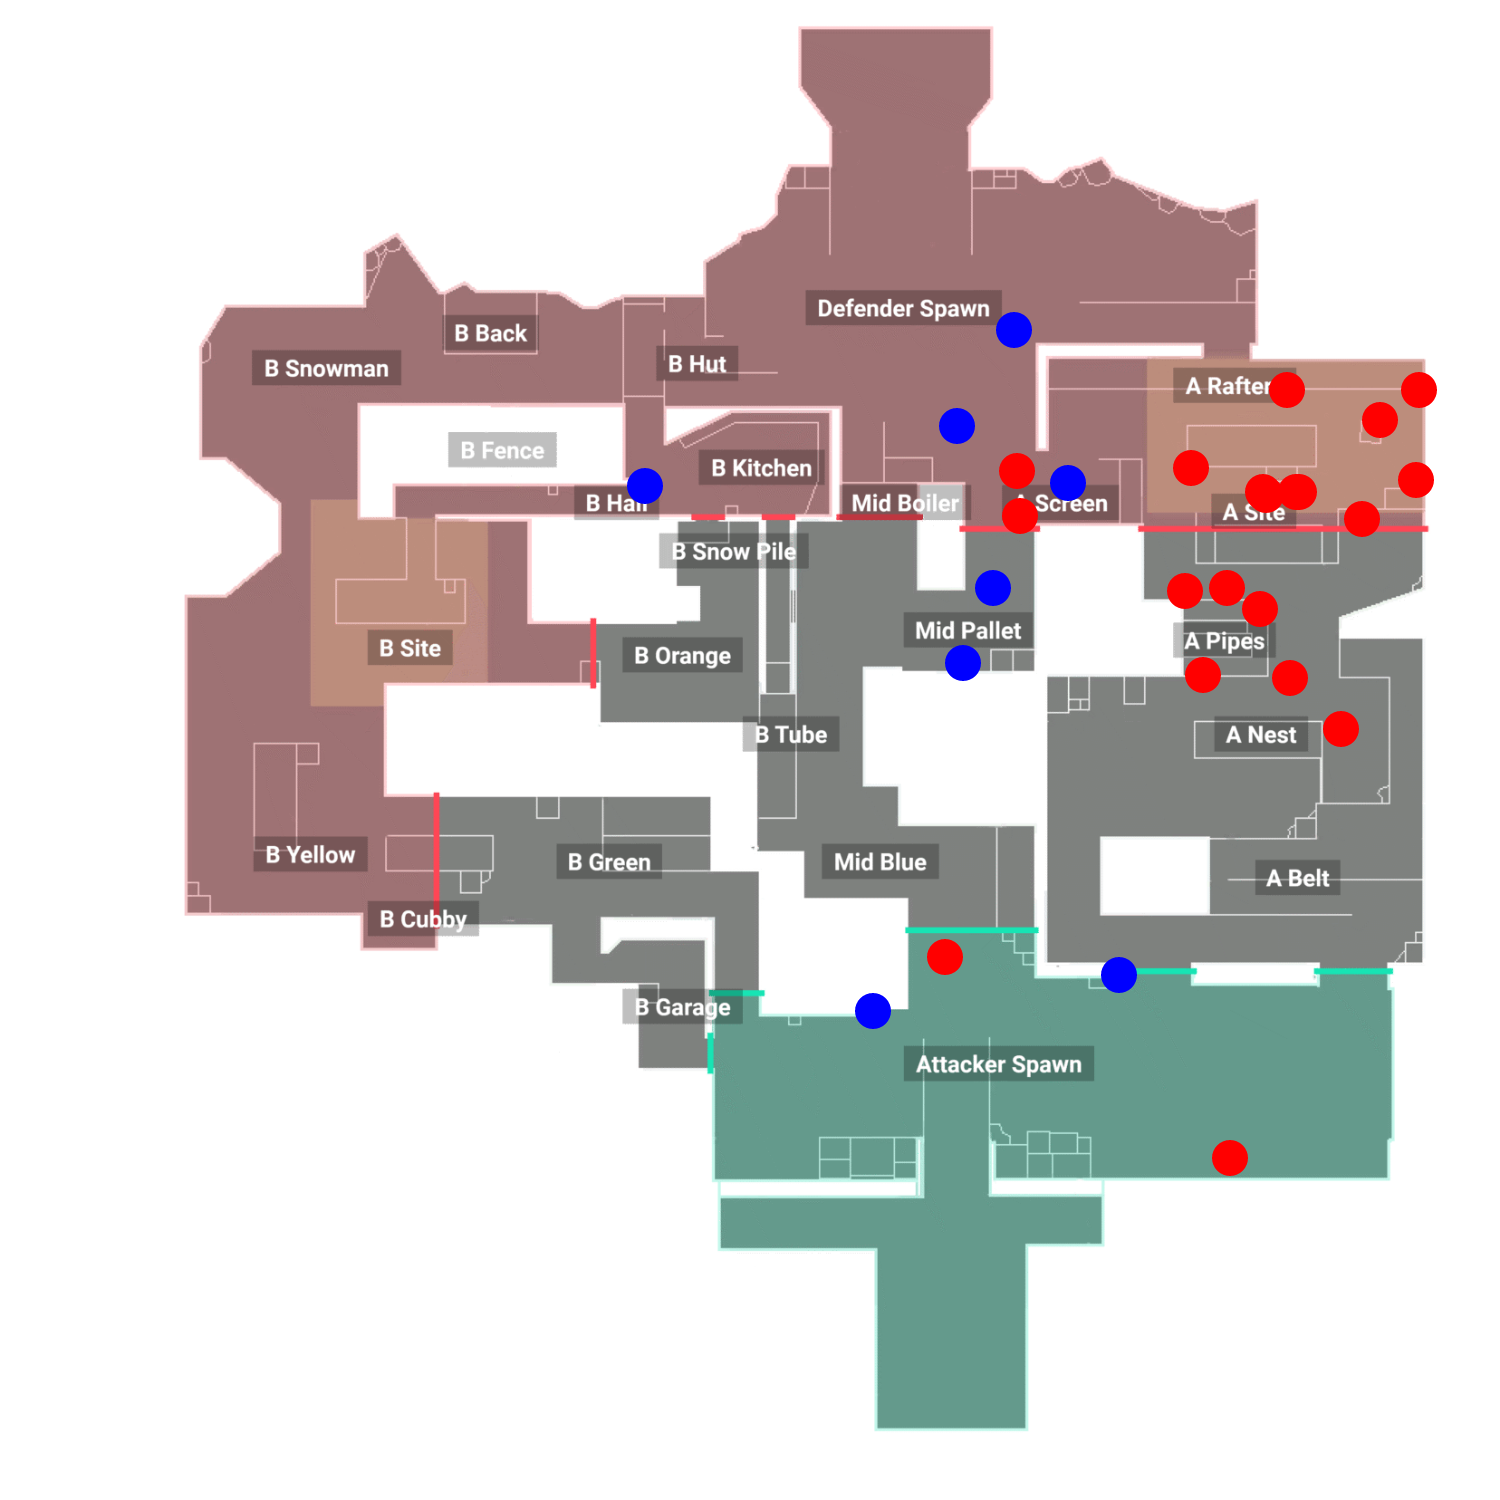 Defender Spawn
B Back
B Snowman
B Hut
A Rafter
B Fence
B Kitchen
B Hall
Mid Boiler
A Screen
A Site
B Snow Pile
Mid Pallet
A Pipes
B Site
B Orange
B Tube
A Nest
B Yellow
B Green
Mid Blue
A Belt
B Cubby
B Garage
Attacker Spawn